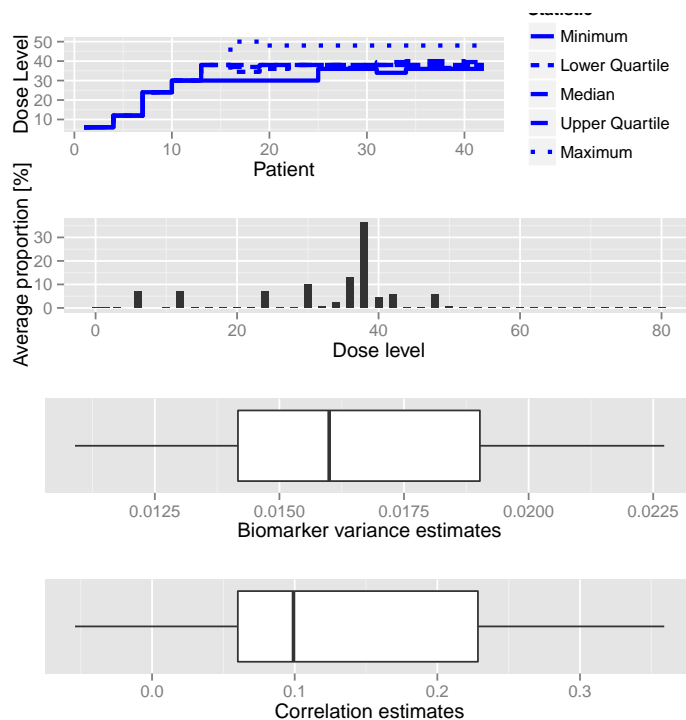 Statistic
Minimum
Lower Quartile
Median
Upper Quartile
Maximum
Dose Level
50
40
30
20
10
0
10
20
30
40
Patient
Average proportion [%]
30
20
10
0
0
20
40
60
80
Dose level
0.0125
0.0150
0.0175
0.0200
0.0225
Biomarker variance estimates
0.0
0.1
0.2
0.3
Correlation estimates